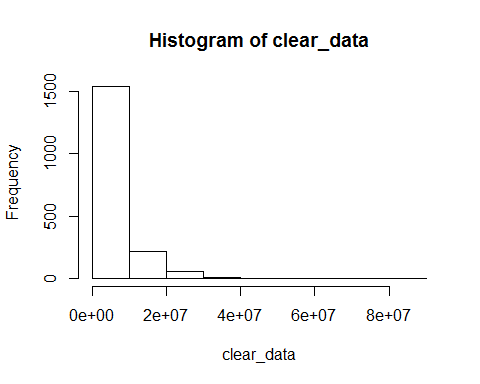 Histogram of clear_data
Frequency
1500
1000
500
0
0e+00 2e+07 4e+07 6e+07 8e+07
clear_data